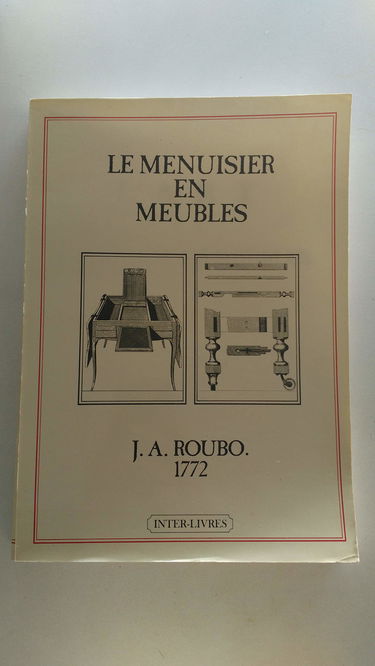 LE MENUISIER
EN
MEUBLES
J. A. ROUBO.
1772
INTER-LIVRES